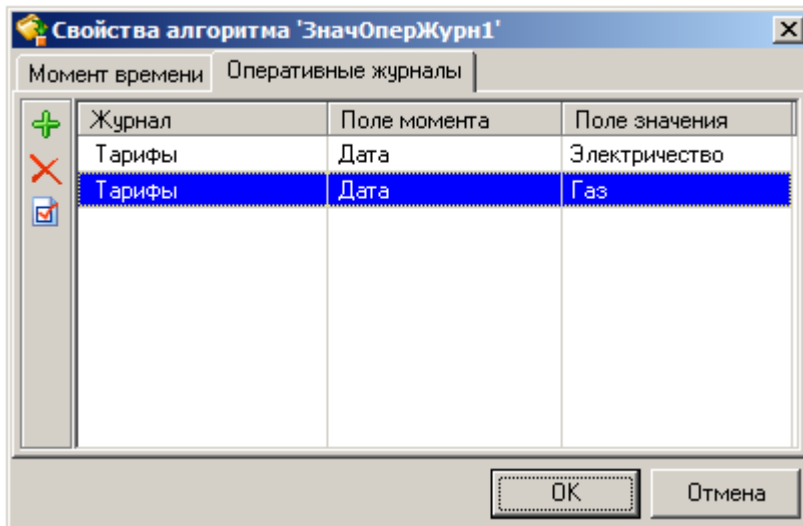 Свойства алгоритма 'ЗначОперЖурн1'
Момент времени Оперативные журналы
Журнал Поле момента Поле значения
Тарифы Дата Электричество
Тарифы Дата Газ
OK Отмена